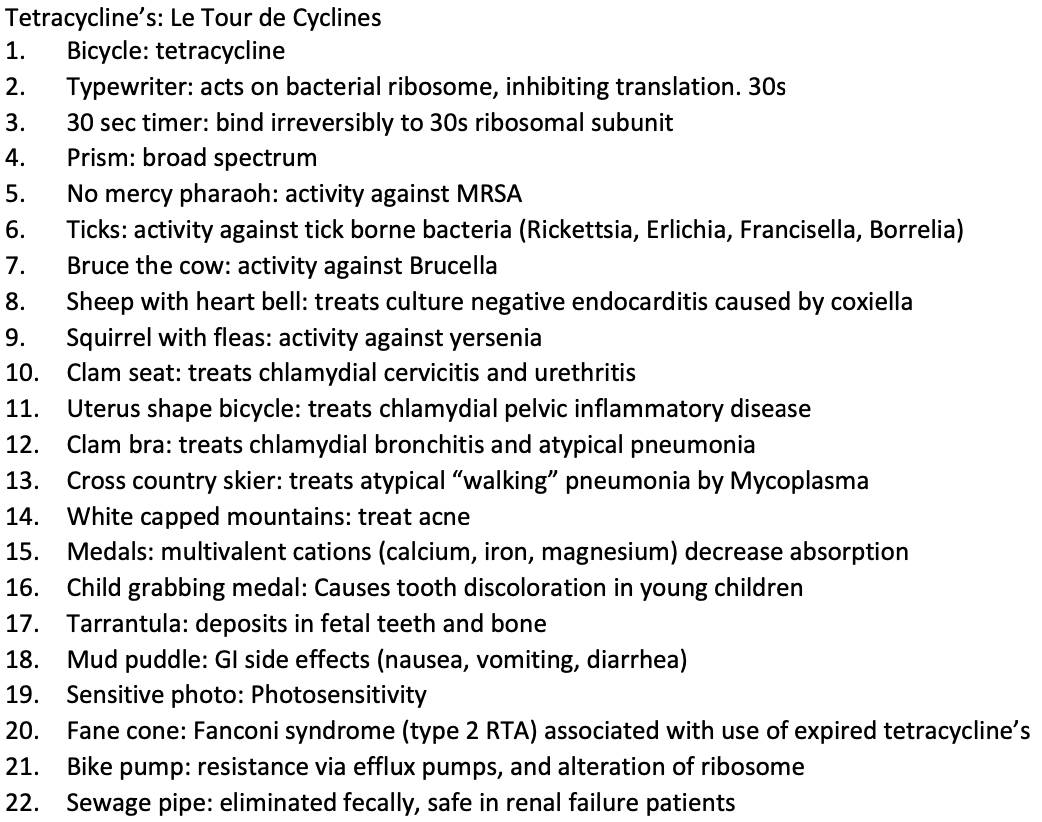 Tetracycline’s: Le Tour de Cyclines
1. Bicycle: tetracycline
2. Typewriter: acts on bacterial ribosome, inhibiting translation. 30s
3. 30 sec timer: bind irreversibly to 30s ribosomal subunit
4. Prism: broad spectrum
5. No mercy pharaoh: activity against MRSA
6. Ticks: activity against tick borne bacteria (Rickettsia, Erlichia, Francisella, Borrelia)
7. Bruce the cow: activity against Brucella
8. Sheep with heart bell: treats culture negative endocarditis caused by coxiella
9. Squirrel with fleas: activity against yersenia
10. Clam seat: treats chlamydial cervicitis and urethritis
11. Uterus shape bicycle: treats chlamydial pelvic inflammatory disease
12. Clam bra: treats chlamydial bronchitis and atypical pneumonia
13. Cross country skier: treats atypical “walking” pneumonia by Mycoplasma
14. White capped mountains: treat acne
15. Medals: multivalent cations (calcium, iron, magnesium) decrease absorption
16. Child grabbing medal: Causes tooth discoloration in young children
17. Tarrantula: deposits in fetal teeth and bone
18. Mud puddle: GI side effects (nausea, vomiting, diarrhea)
19. Sensitive photo: Photosensitivity
20. Fane cone: Fanconi syndrome (type 2 RTA) associated with use of expired tetracycline’s
21. Bike pump: resistance via efflux pumps, and alteration of ribosome
22. Sewage pipe: eliminated fecally, safe in renal failure patients